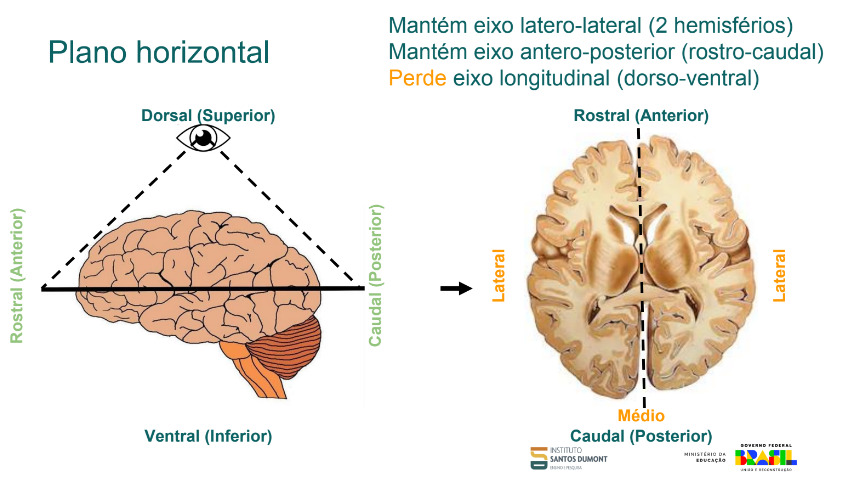 Plano horizontal
Mantém eixo latero-lateral (2 hemisférios)
Mantém eixo antero-posterior (rostro-caudal)
Perde eixo longitudinal (dorso-ventral)
Dorsal (Superior)
Rostral (Anterior)
Caudal (Posterior)
Ventral (Inferior)
Rostral (Anterior)
Lateral
Lateral
Médio
Caudal (Posterior)
INSTITUTO
SANTOS DUMONT
ENSINO E PESQUISA
MINISTÉRIO DA
EDUCAÇÃO
GOVERNO FEDERAL
BRASIL
UNIÃO E RECONSTRUÇÃO